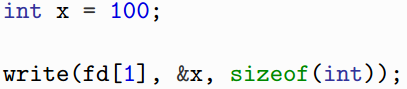 int x = 100;
write(fd[1], &x, sizeof(int));